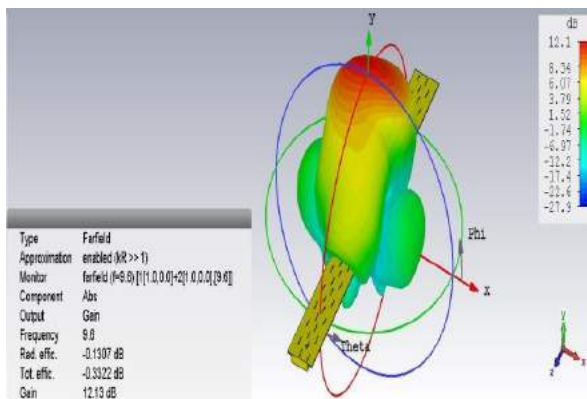 y
dB
12.1
8.34
6.07
3.79
1.52
-1.74
-6.97
-12.2
-17.4
-22.6
-27.9
Phi
x
Theta
Type Farfield
Approximation enabled (kR >> 1)
Monitor farfield (f=9.6) [1[1.0,0.0]+2[1.0,0.0],[9.6]]
Component Abs
Output Gain
Frequency 9.6
Rad. effic. -0.1307 dB
Tot. effic. -0.3322 dB
Gain 12.13 dB
y
z
x